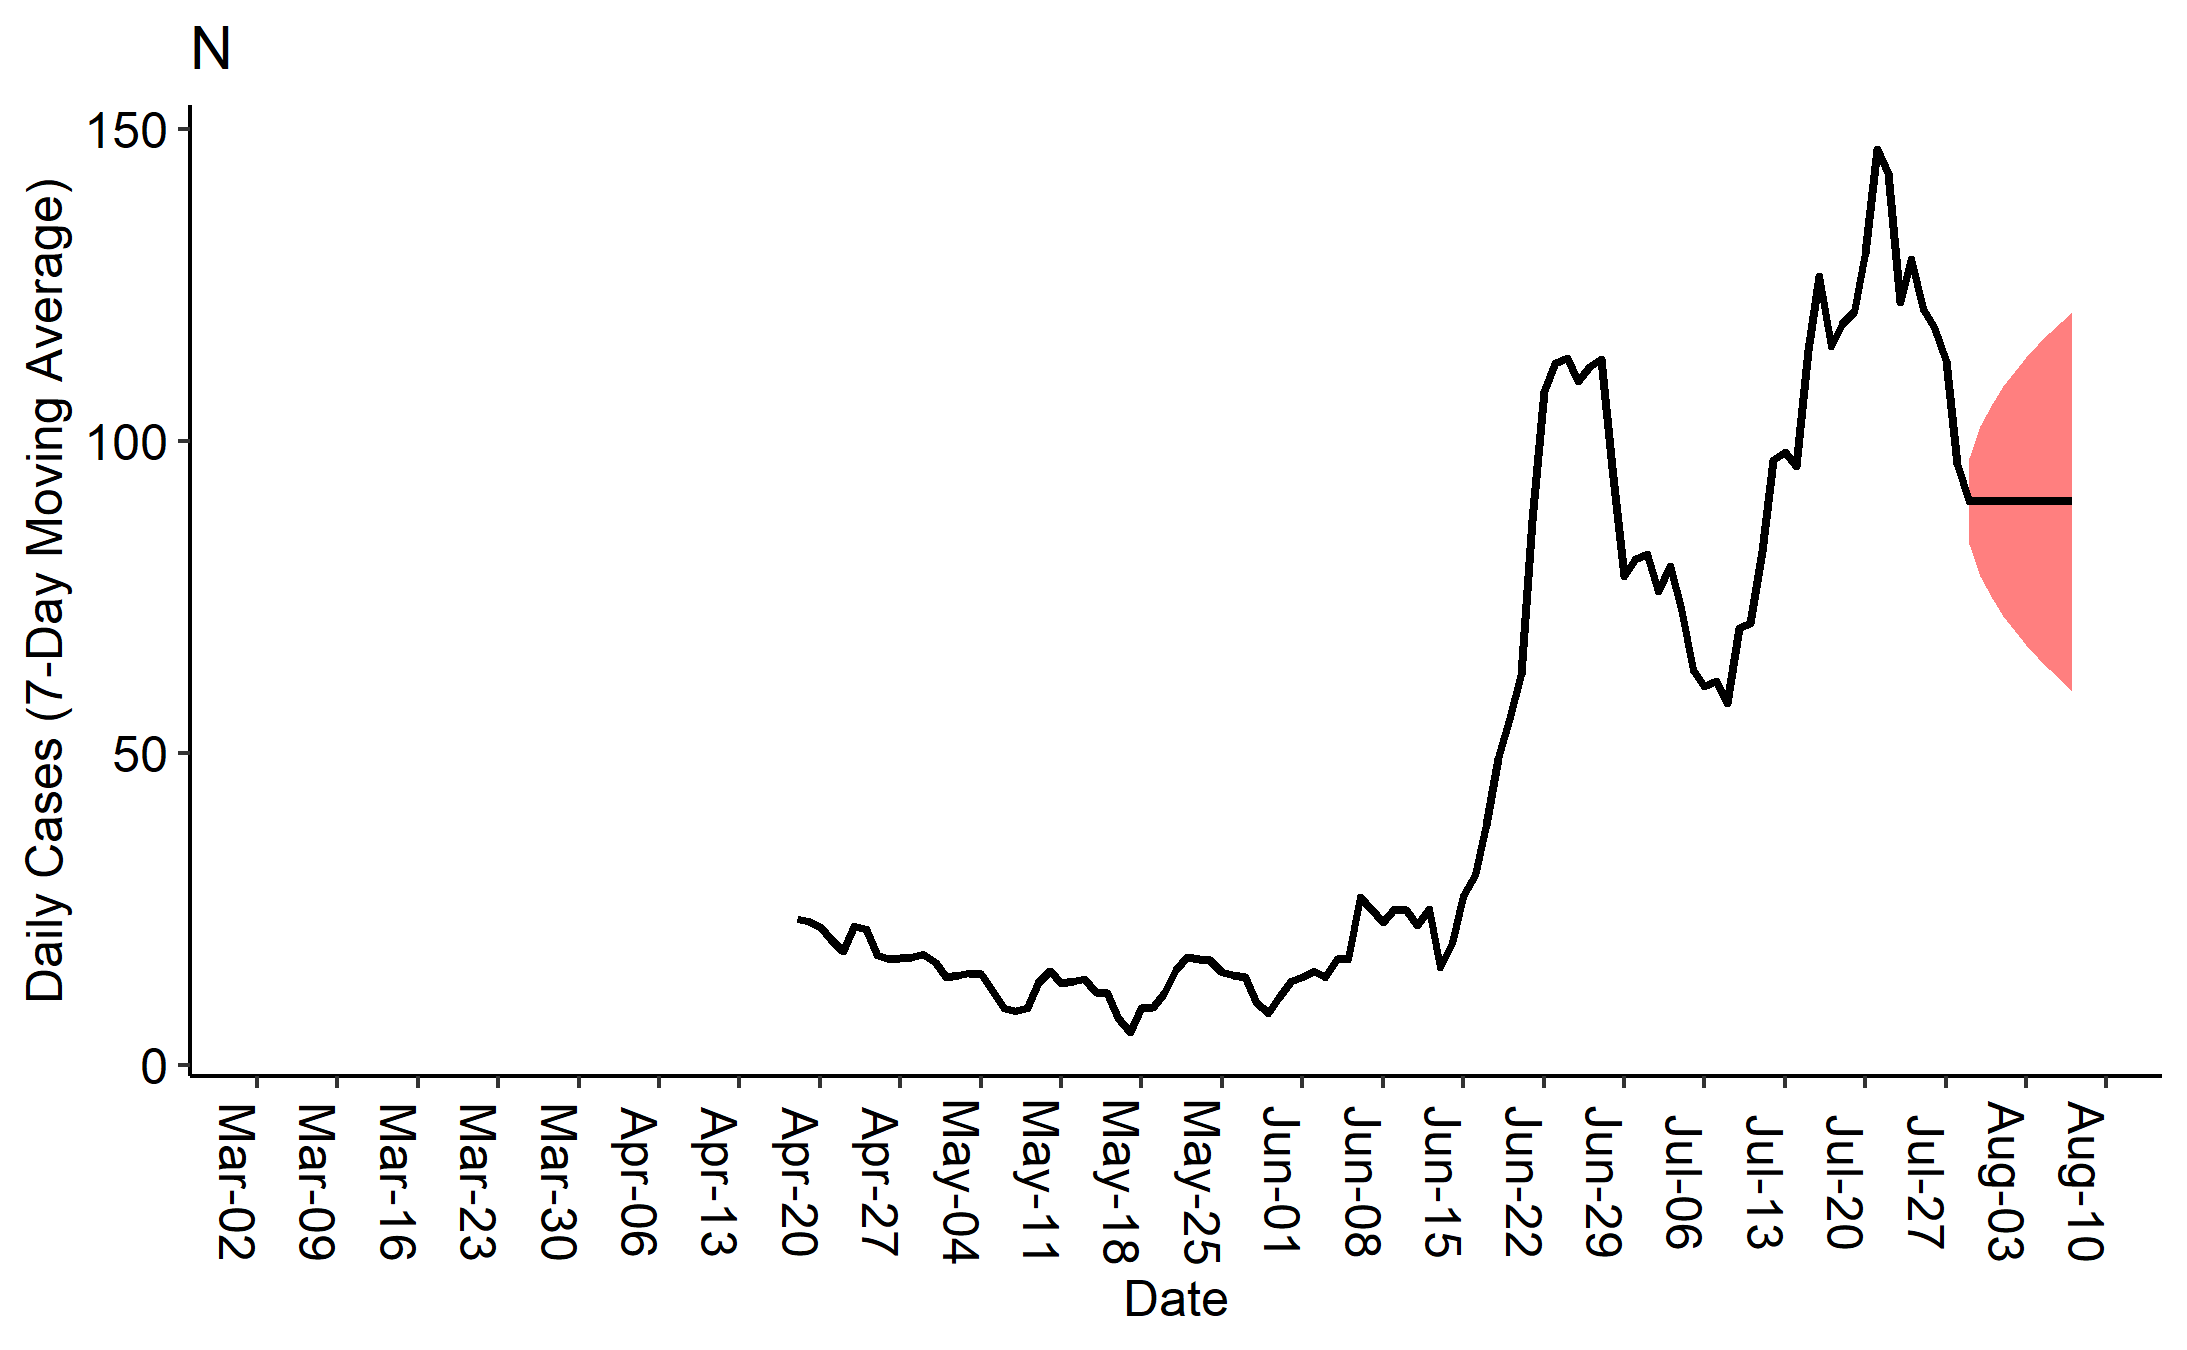 N
Daily Cases (7-Day Moving Average)
150
100
50
0
Mar-02
Mar-09
Mar-16
Mar-23
Mar-30
Apr-06
Apr-13
Apr-20
Apr-27
May-04
May-11
May-18
May-25
Jun-01
Jun-08
Jun-15
Jun-22
Jun-29
Jul-06
Jul-13
Jul-20
Jul-27
Aug-03
Aug-10
Date